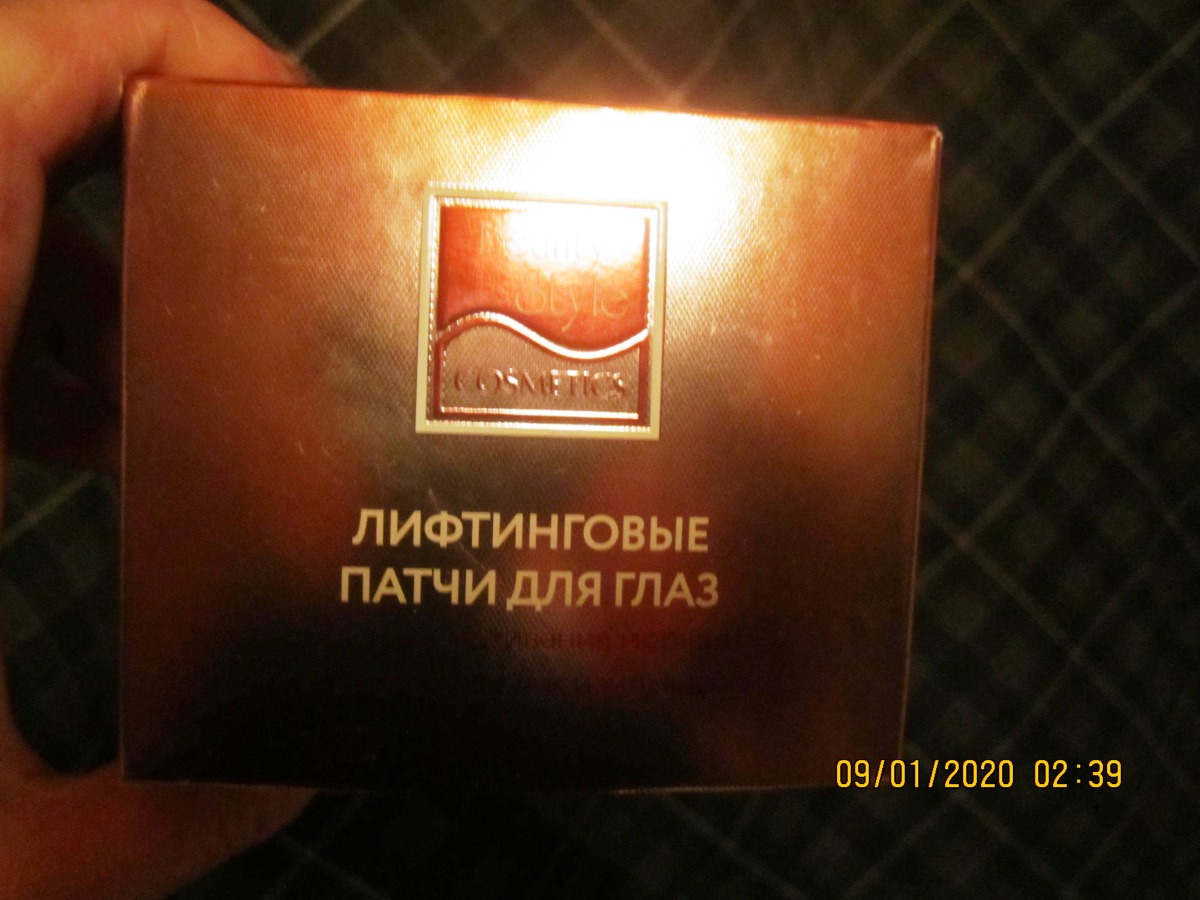 Beauty
Style
COSMETICS
ЛИФТИНГОВЫЕ
ПАТЧИ ДЛЯ ГЛАЗ
09/01/2020 02:39